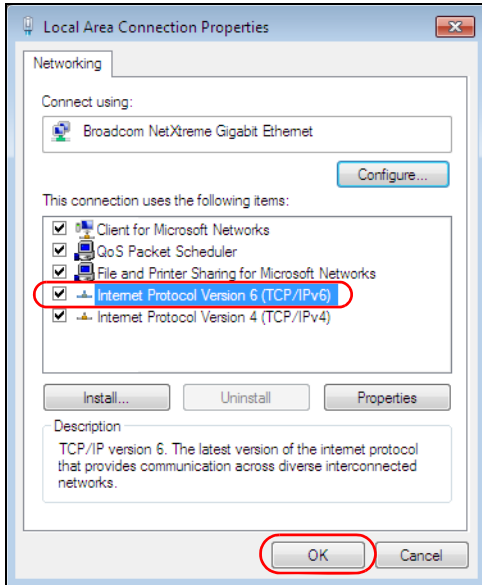 Local Area Connection Properties
Networking
Connect using:
Broadcom NetXtreme Gigabit Ethernet
Configure...
This connection uses the following items:
Client for Microsoft Networks
QoS Packet Scheduler
File and Printer Sharing for Microsoft Networks
Internet Protocol Version 6 (TCP/IPv6)
Internet Protocol Version 4 (TCP/IPv4)
Install...
Uninstall
Properties
Description
TCP/IP version 6. The latest version of the internet protocol
that provides communication across diverse interconnected
networks.
OK
Cancel